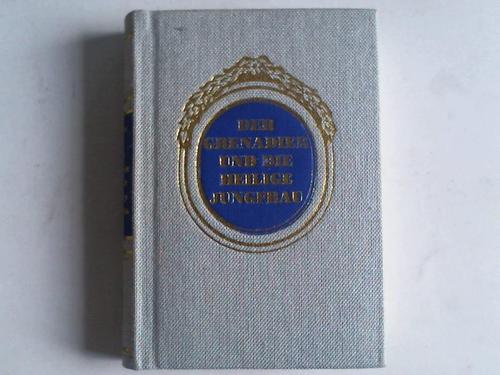 DER
GRENADIER
UND DIE
HEILIGE
JUNGFRAU